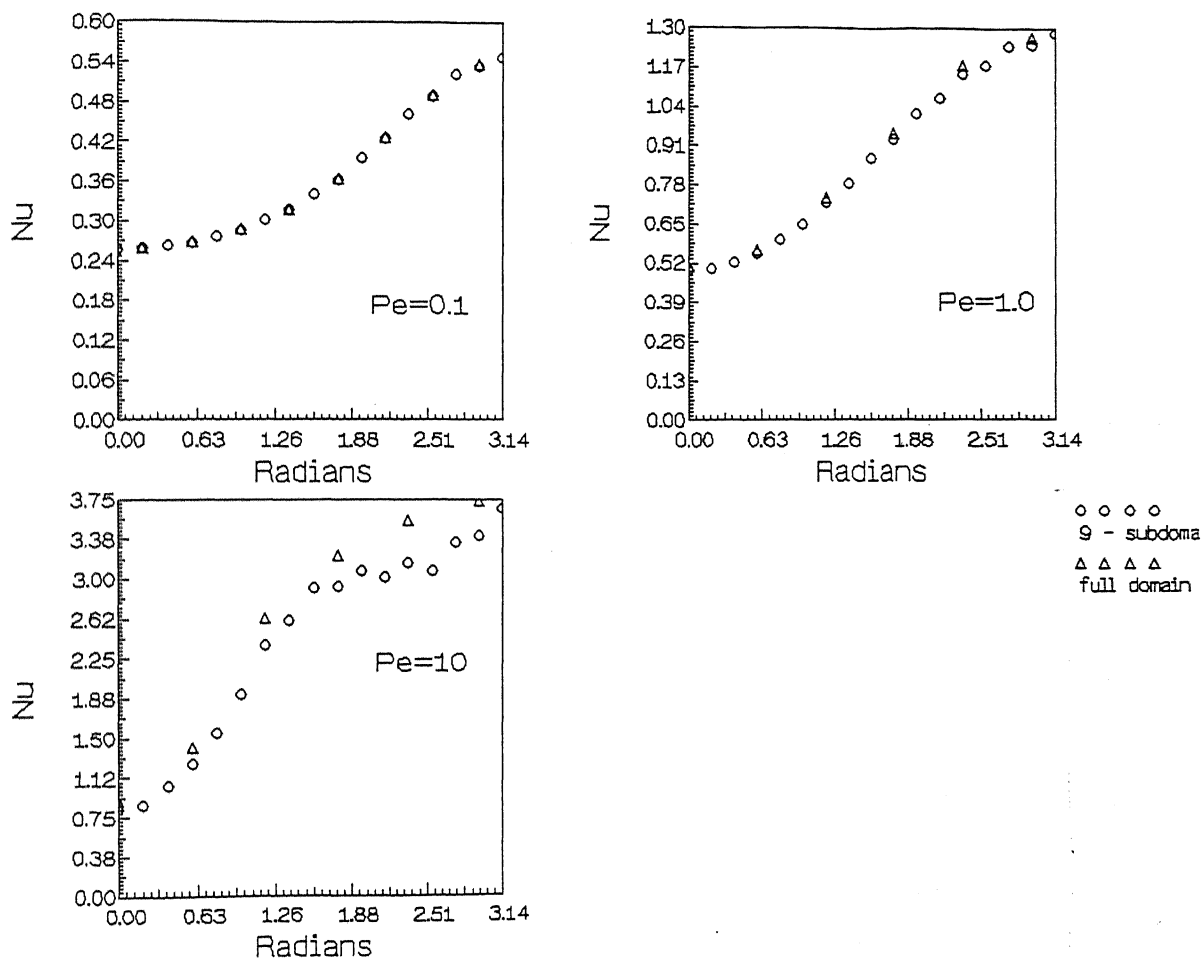 0.60
0.54
0.48
0.42
0.36
0.30
0.24
0.18
0.12
0.06
0.00
Nu
Pe=0.1
0.00 0.63 1.26 1.88 2.51 3.14
Radians
1.30
1.17
1.04
0.91
0.78
0.65
0.52
0.39
0.26
0.13
0.00
Nu
Pe=1.0
0.00 0.63 1.26 1.88 2.51 3.14
Radians
3.75
3.38
3.00
2.62
2.25
1.88
1.50
1.12
0.75
0.38
0.00
Nu
Pe=10
0.00 0.63 1.26 1.88 2.51 3.14
Radians
9 - subdoma
full domain